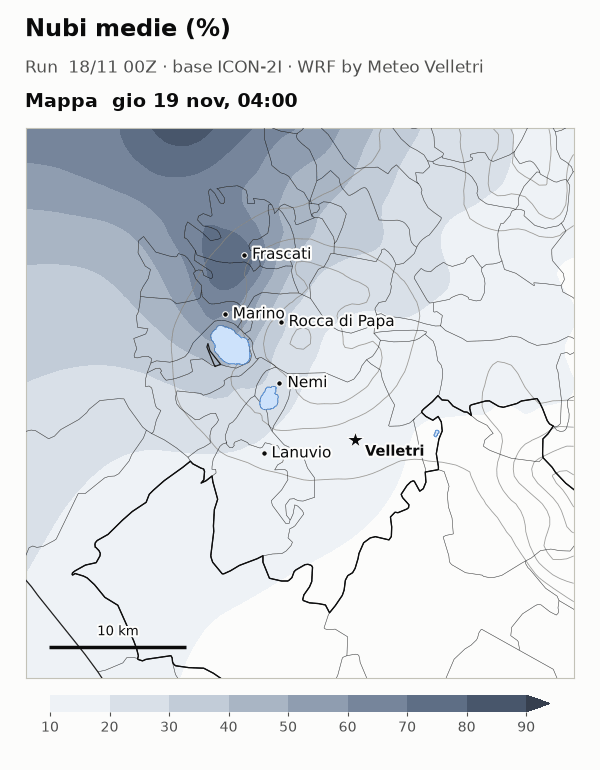 Nubi medie (%)
Run  18/11 00Z · base ICON-2I · WRF by Meteo Velletri
Mappa  gio 19 nov, 04:00
Frascati
Marino
Rocca di Papa
Nemi
Velletri
Lanuvio
10 km
10 20 30 40 50 60 70 80 90